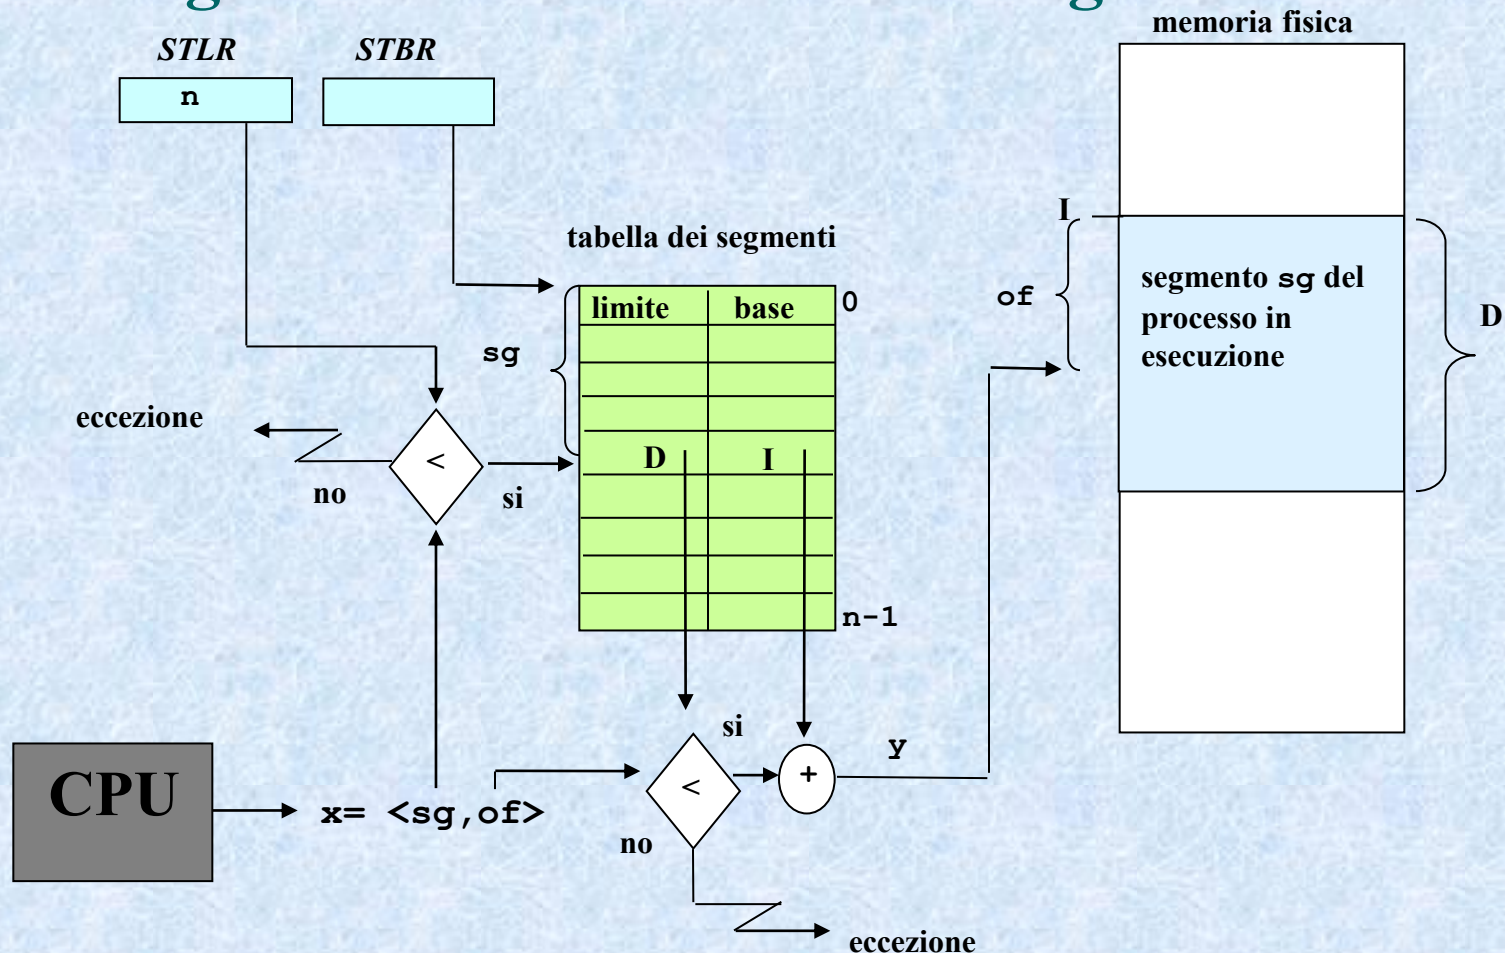 memoria fisica
STLR
STBR
n
I
tabella dei segmenti
limite base
0
of
segmento sg del
processo in
esecuzione
D
sg
eccezione
<
no
si
D
I
n-1
si
y
CPU
x= <sg,of>
<
+
no
eccezione